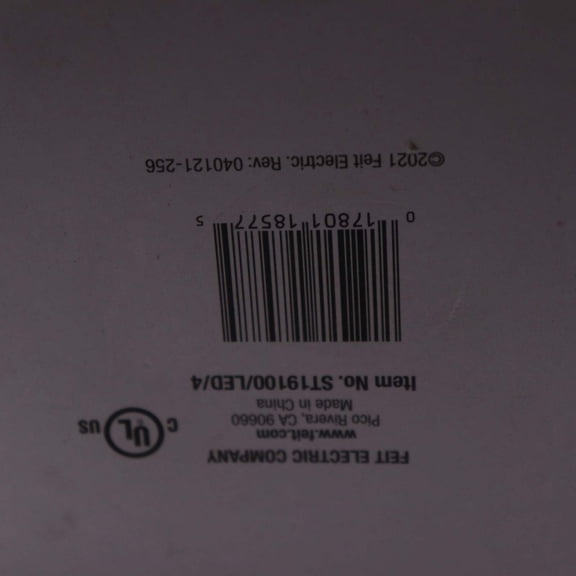 FEIT ELECTRIC COMPANY
www.feit.com
Pico Rivera, CA 90660
Made in China
Item No. ST19100/LED/4
C UL US
0 17801 18577 5
©2021 Feit Electric. Rev: 040121-256